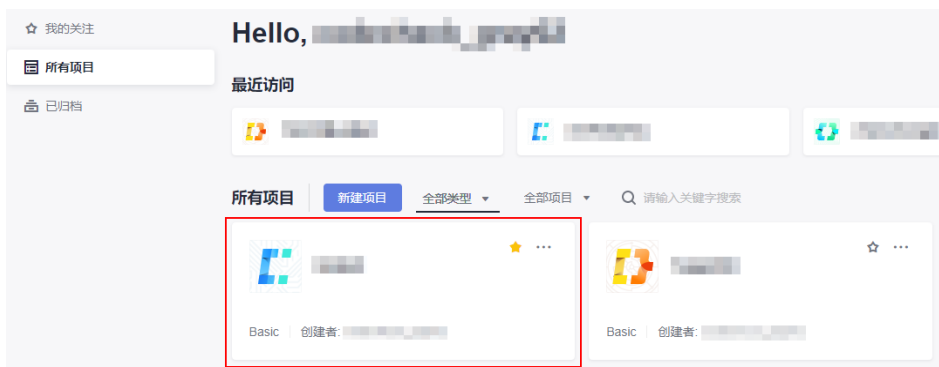 我的关注
所有项目
已归档
Hello,
最近访问
所有项目 新建项目 全部类型 全部项目 请输入关键字搜索
Basic 创建者:
Basic 创建者: